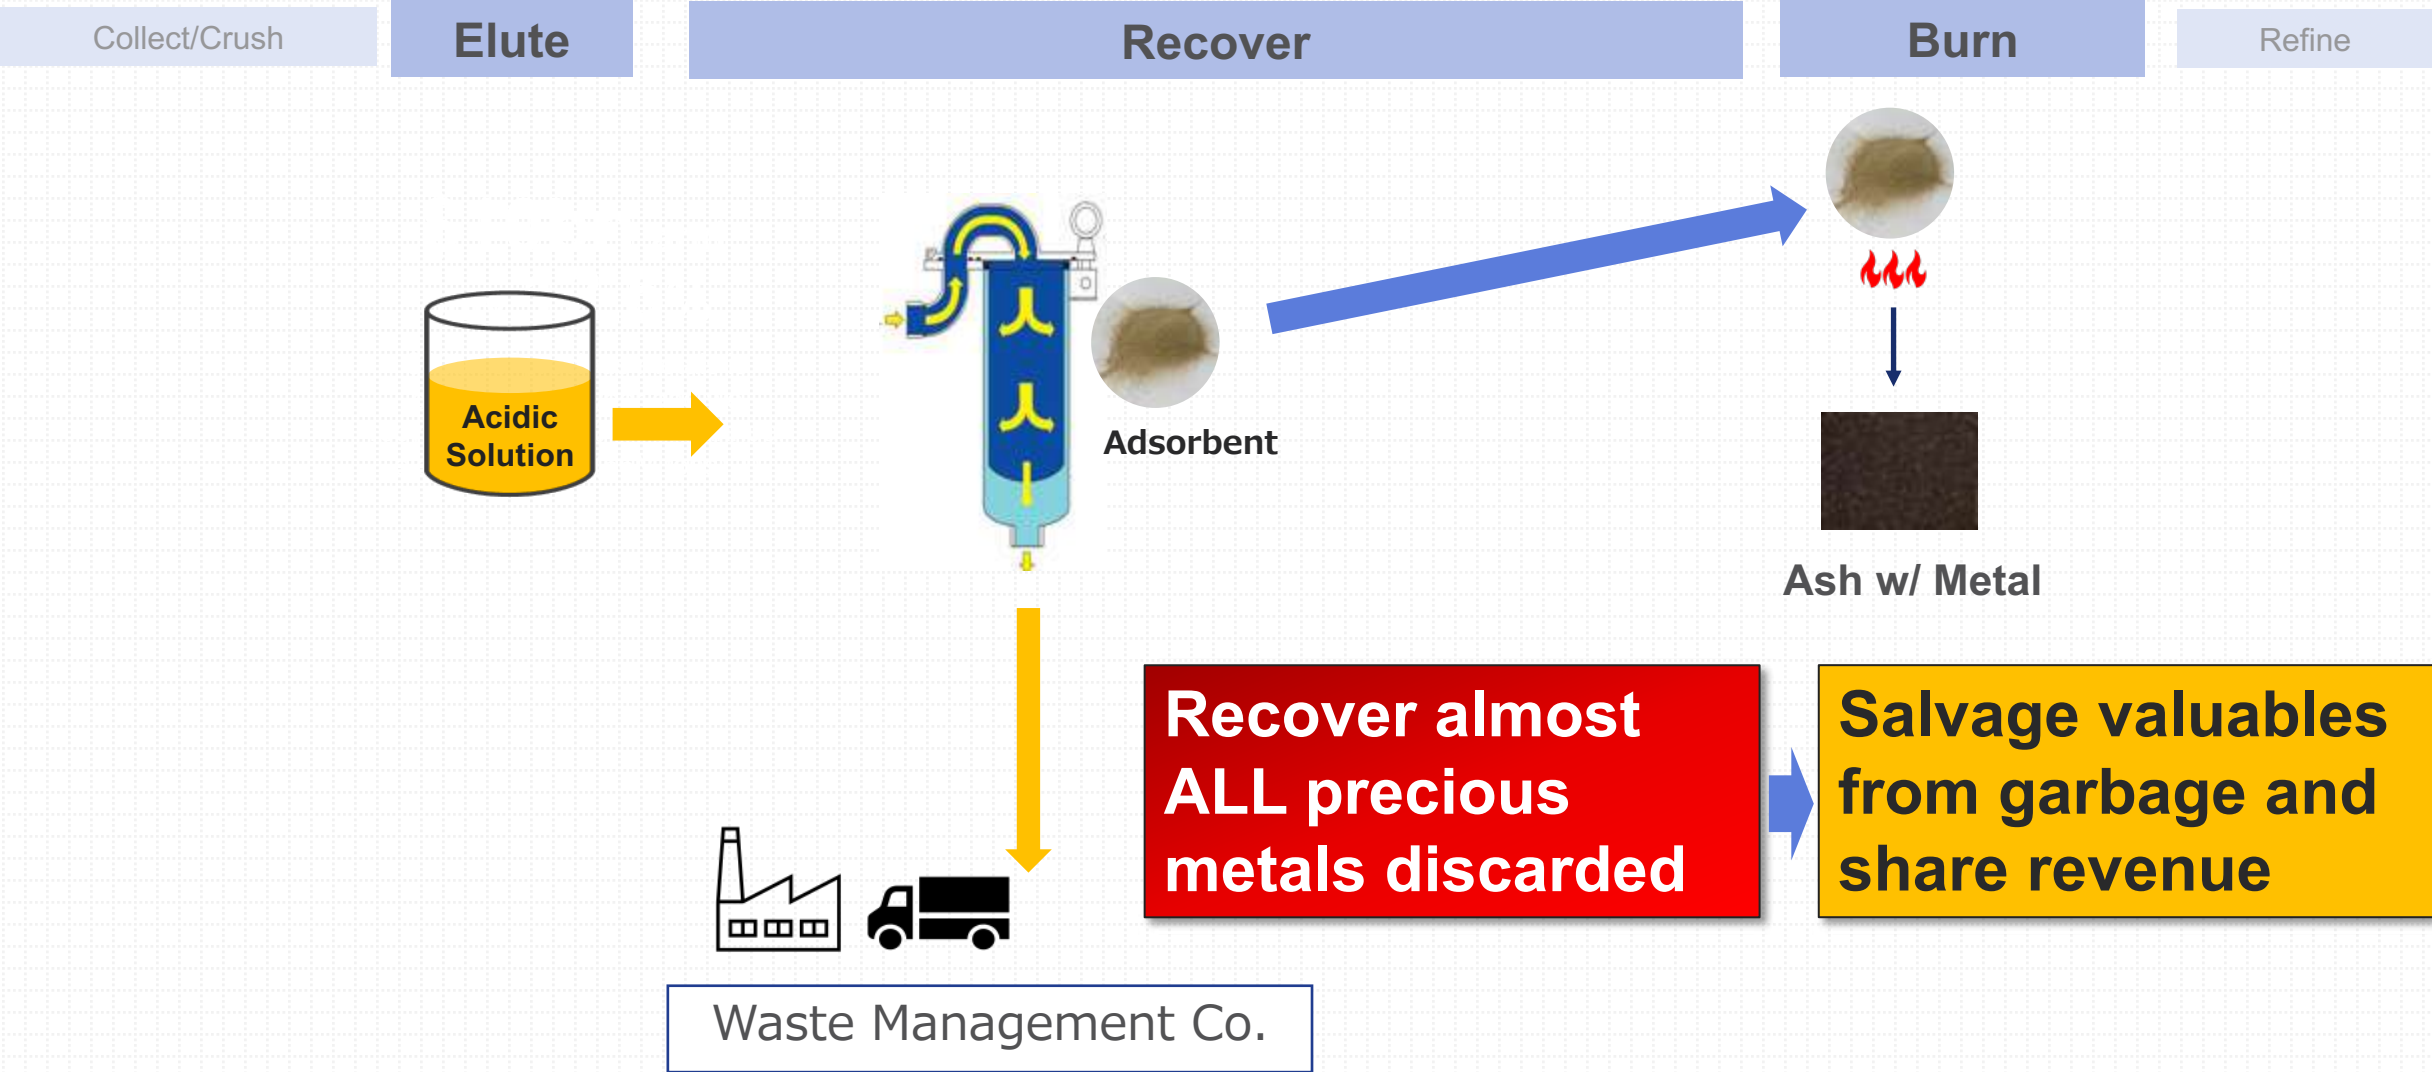 Collect/Crush
Elute
Recover
Burn
Refine
Acidic
Solution
Adsorbent
Ash w/ Metal
Recover almost
ALL precious
metals discarded
Salvage valuables
from garbage and
share revenue
Waste Management Co.